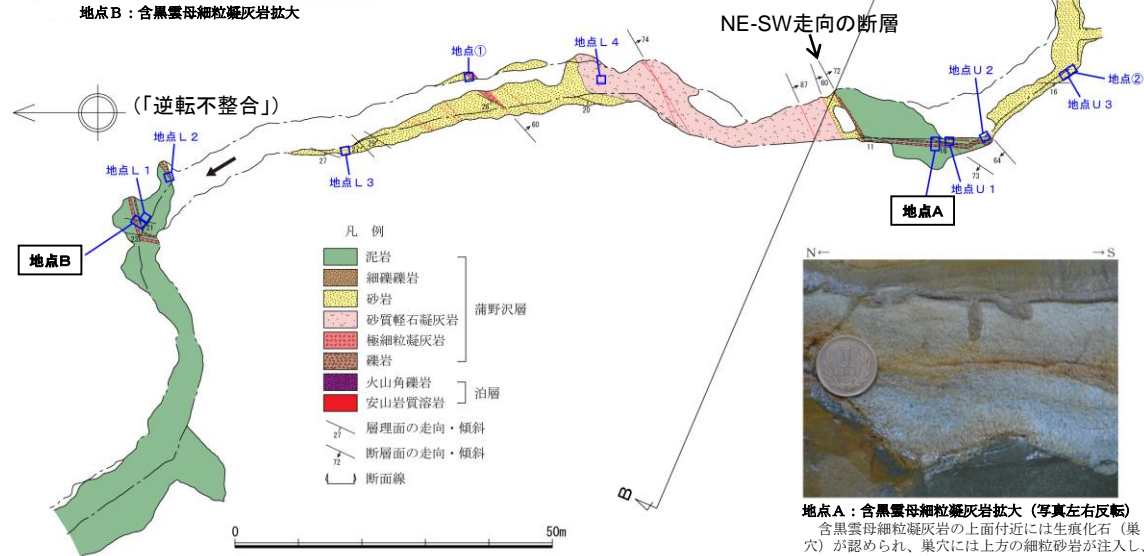 地点B：含黒雲母細粒凝灰岩拡大
NE-SW走向の断層
74
地点①
地点L4
87
60
72
地点U2
地点②
16
地点U3
（「逆転不整合」）
26
20
60
地点L2
27
地点L3
11
64
地点L1
地点U1
73
21
地点A
23
地点B
凡 例
泥岩
細礫礫岩
砂岩
砂質軽石凝灰岩
極細粒凝灰岩
礫岩
蒲野沢層
火山角礫岩
安山岩質溶岩
泊層
27
層理面の走向・傾斜
72
断層面の走向・傾斜
断面線
B
0
50m
N←
→S
地点A：含黒雲母細粒凝灰岩拡大（写真左右反転）
含黒雲母細粒凝灰岩の上面付近には生痕化石（巣
穴）が認められ、巣穴には上方の細粒砂岩が注入し、